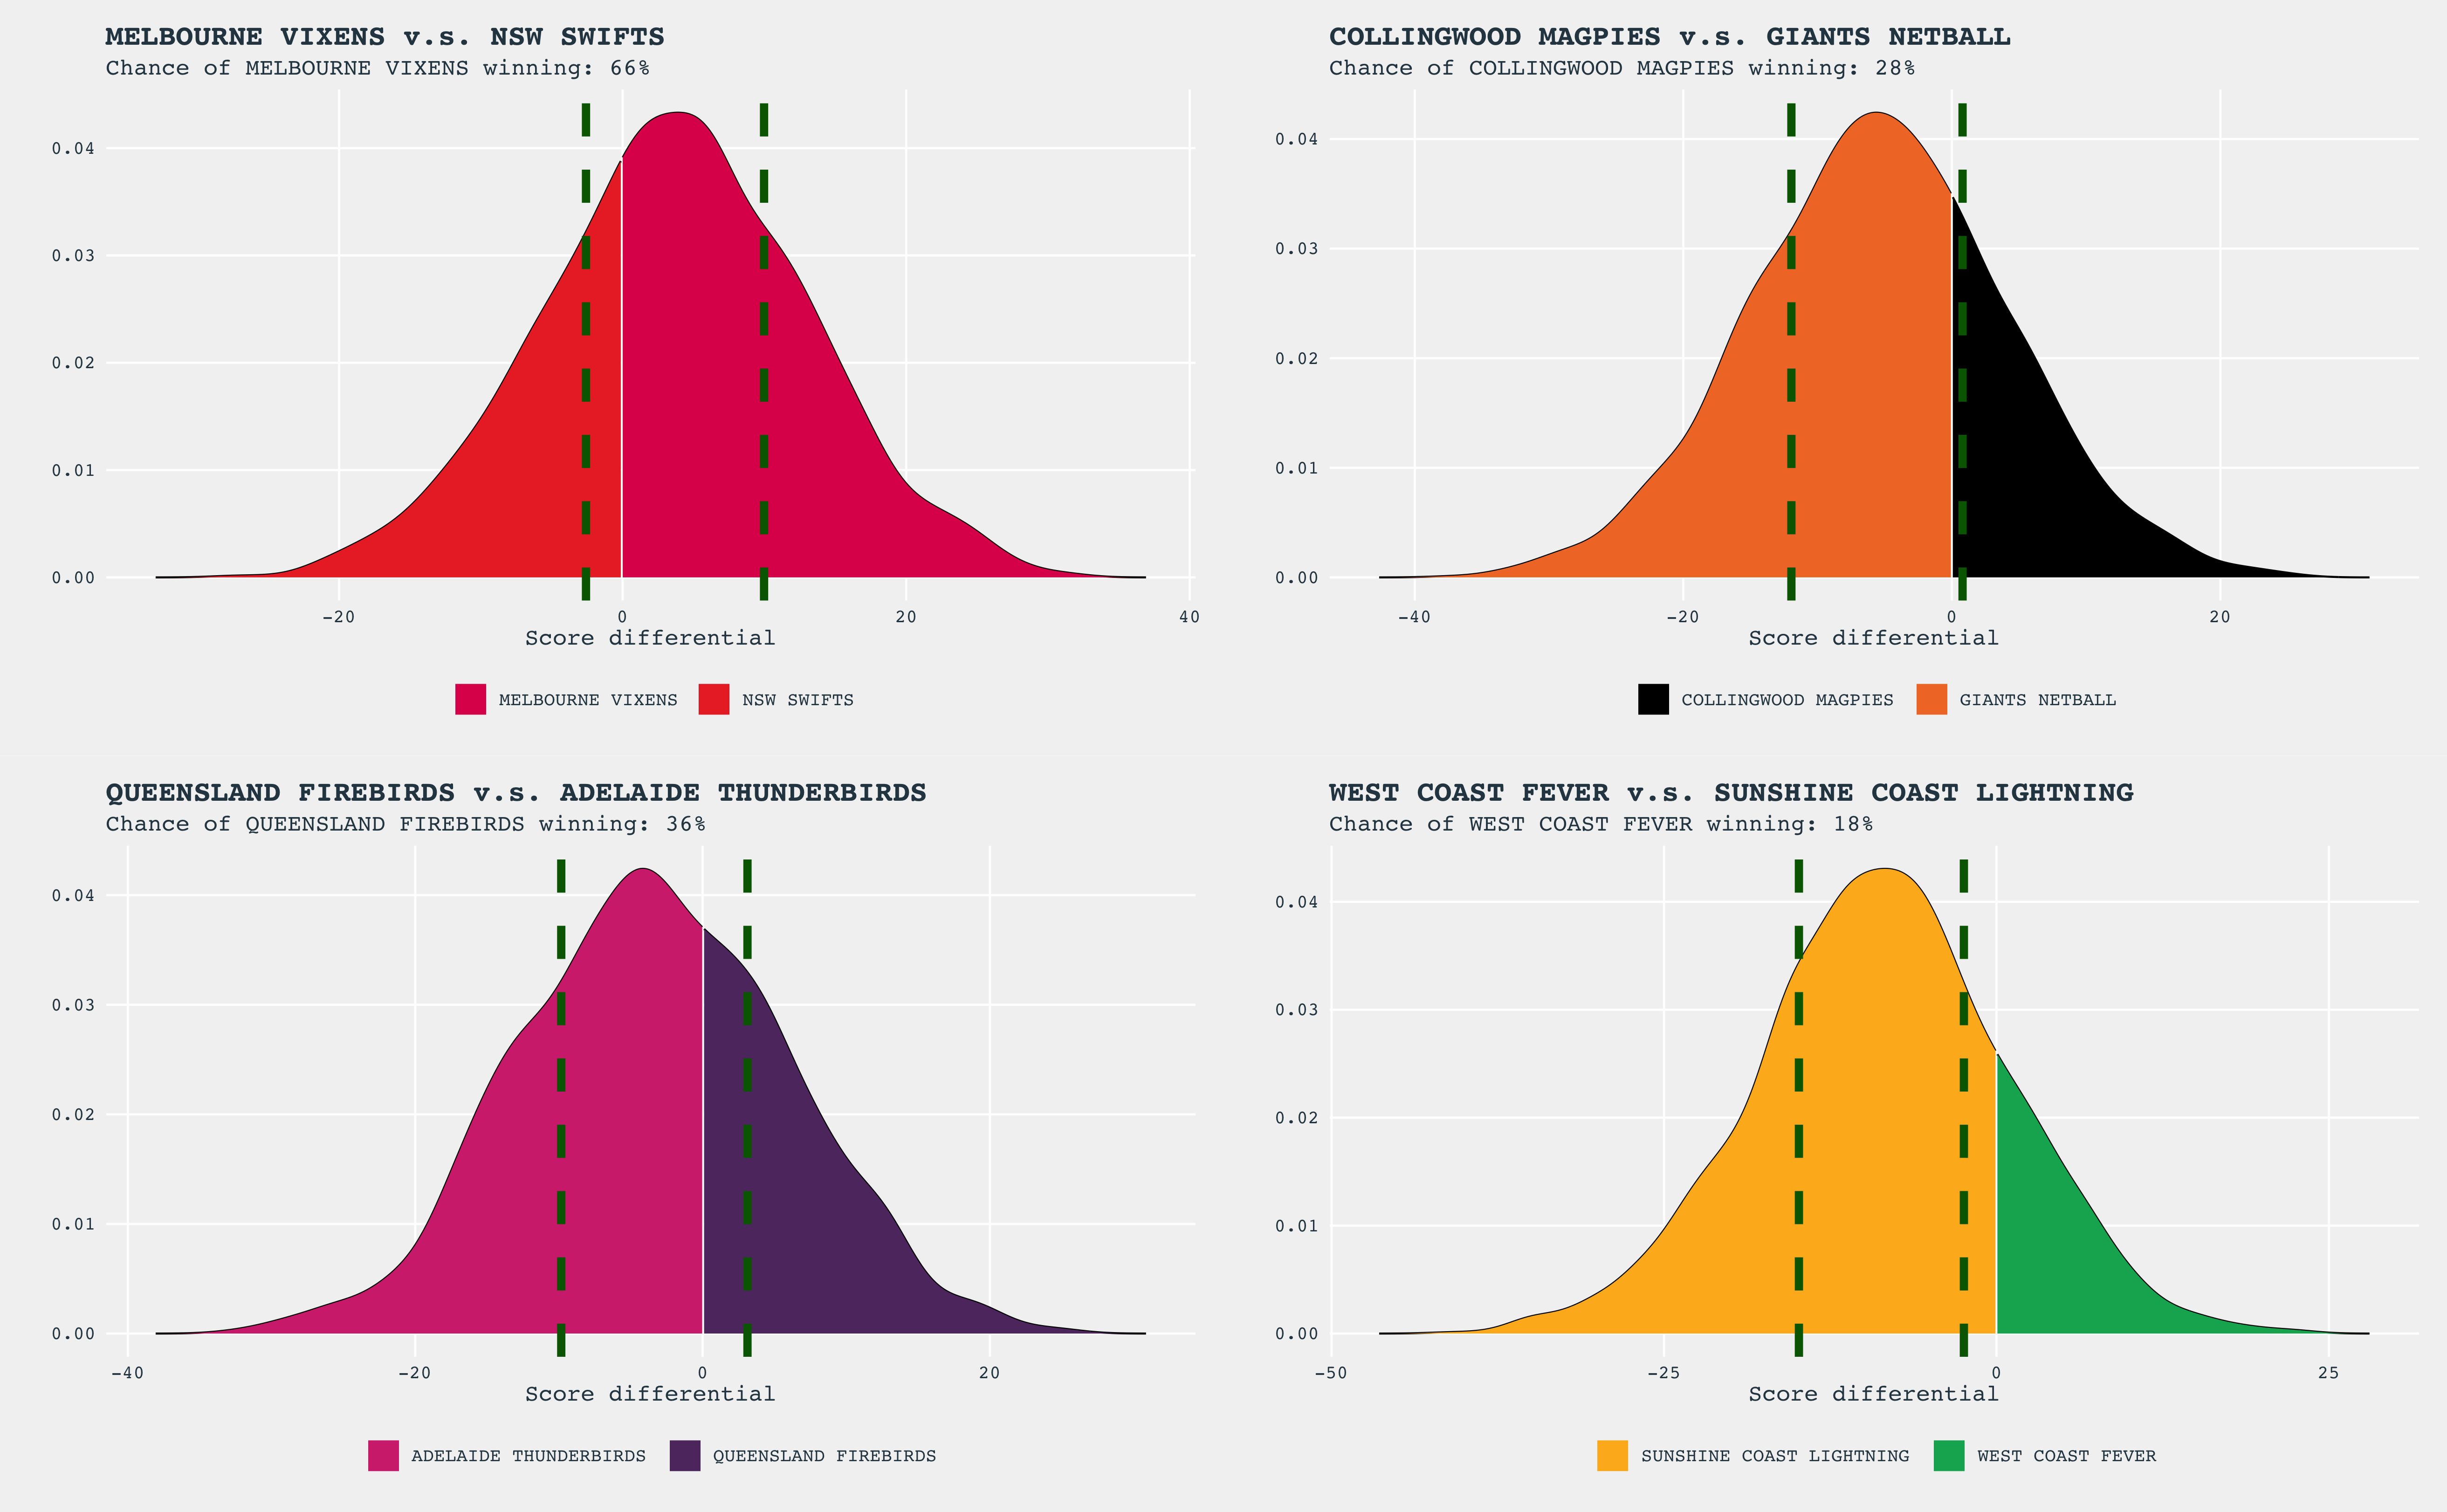 MELBOURNE VIXENS v.s. NSW SWIFTS
Chance of MELBOURNE VIXENS winning: 66%
0.04
0.03
0.02
0.01
0.00
-20 0 20 40
Score differential
MELBOURNE VIXENS NSW SWIFTS
COLLINGWOOD MAGPIES v.s. GIANTS NETBALL
Chance of COLLINGWOOD MAGPIES winning: 28%
0.04
0.03
0.02
0.01
0.00
-40 -20 0 20
Score differential
COLLINGWOOD MAGPIES GIANTS NETBALL
QUEENSLAND FIREBIRDS v.s. ADELAIDE THUNDERBIRDS
Chance of QUEENSLAND FIREBIRDS winning: 36%
0.04
0.03
0.02
0.01
0.00
-40 -20 0 20
Score differential
ADELAIDE THUNDERBIRDS QUEENSLAND FIREBIRDS
WEST COAST FEVER v.s. SUNSHINE COAST LIGHTNING
Chance of WEST COAST FEVER winning: 18%
0.04
0.03
0.02
0.01
0.00
-50 -25 0 25
Score differential
SUNSHINE COAST LIGHTNING WEST COAST FEVER